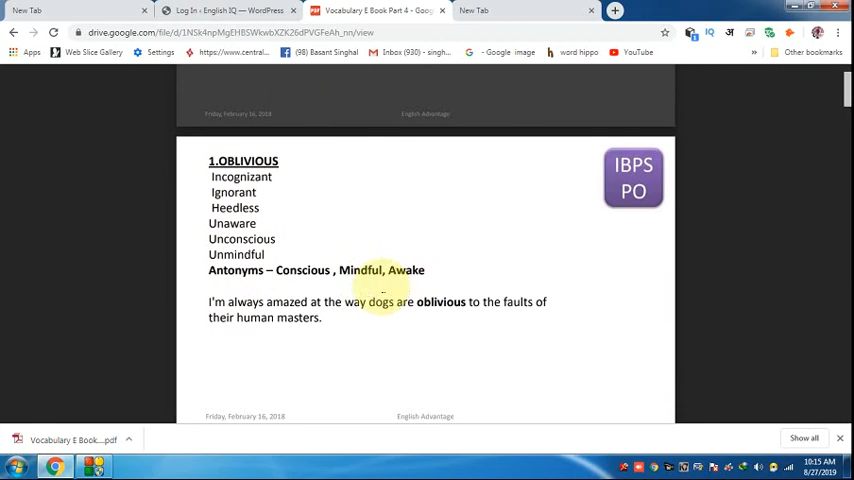 New Tab
Log In ‹ English IQ — WordPress
Vocabulary E Book Part 4 - Goog
New Tab
drive.google.com/file/d/1NSk4npMgEHBSWkwbXZK26dPVGFeAh_nn/view
Apps
Web Slice Gallery
Settings
https://www.central...
(98) Basant Singhal
Inbox (930) - singh...
G - Google image
word hippo
YouTube
Other bookmarks
Friday, February 16, 2018
English Advantage
1.OBLIVIOUS
Incognizant
Ignorant
Heedless
Unaware
Unconscious
Unmindful
Antonyms – Conscious , Mindful, Awake
I'm always amazed at the way dogs are oblivious to the faults of
their human masters.
IBPS
PO
Friday, February 16, 2018
English Advantage
Vocabulary E Book....pdf
Show all
10:15 AM
8/27/2019